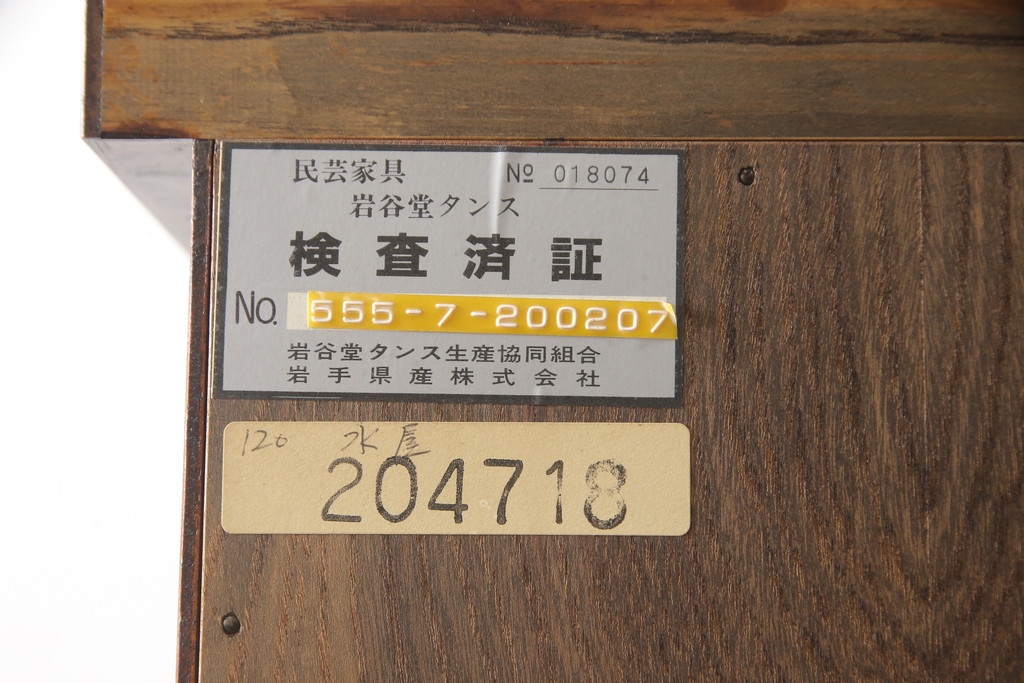 民芸家具 № 018074
岩谷堂タンス
検査済証
No. 555-7-200207
岩谷堂タンス生産協同組合
岩手県産株式会社
120 水屋
204718